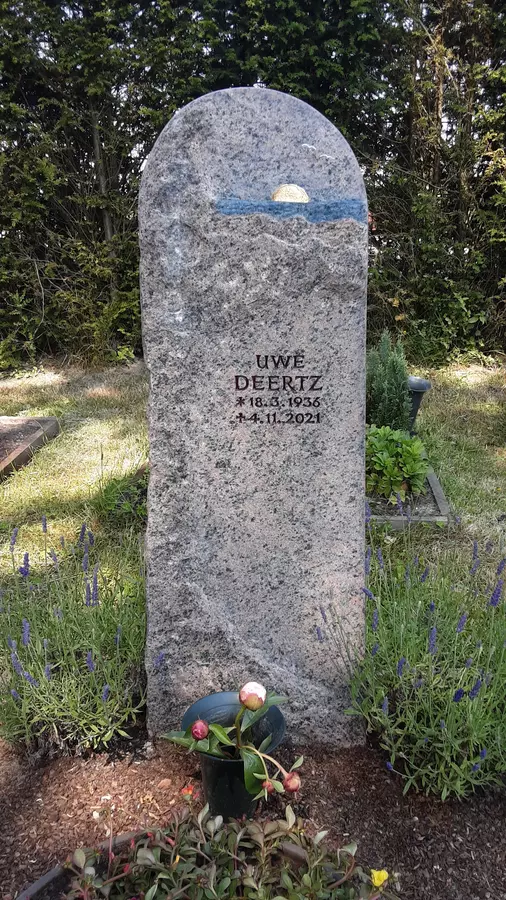 UWE
DEERTZ
* 18.3.1936
✝ 4.11.2021